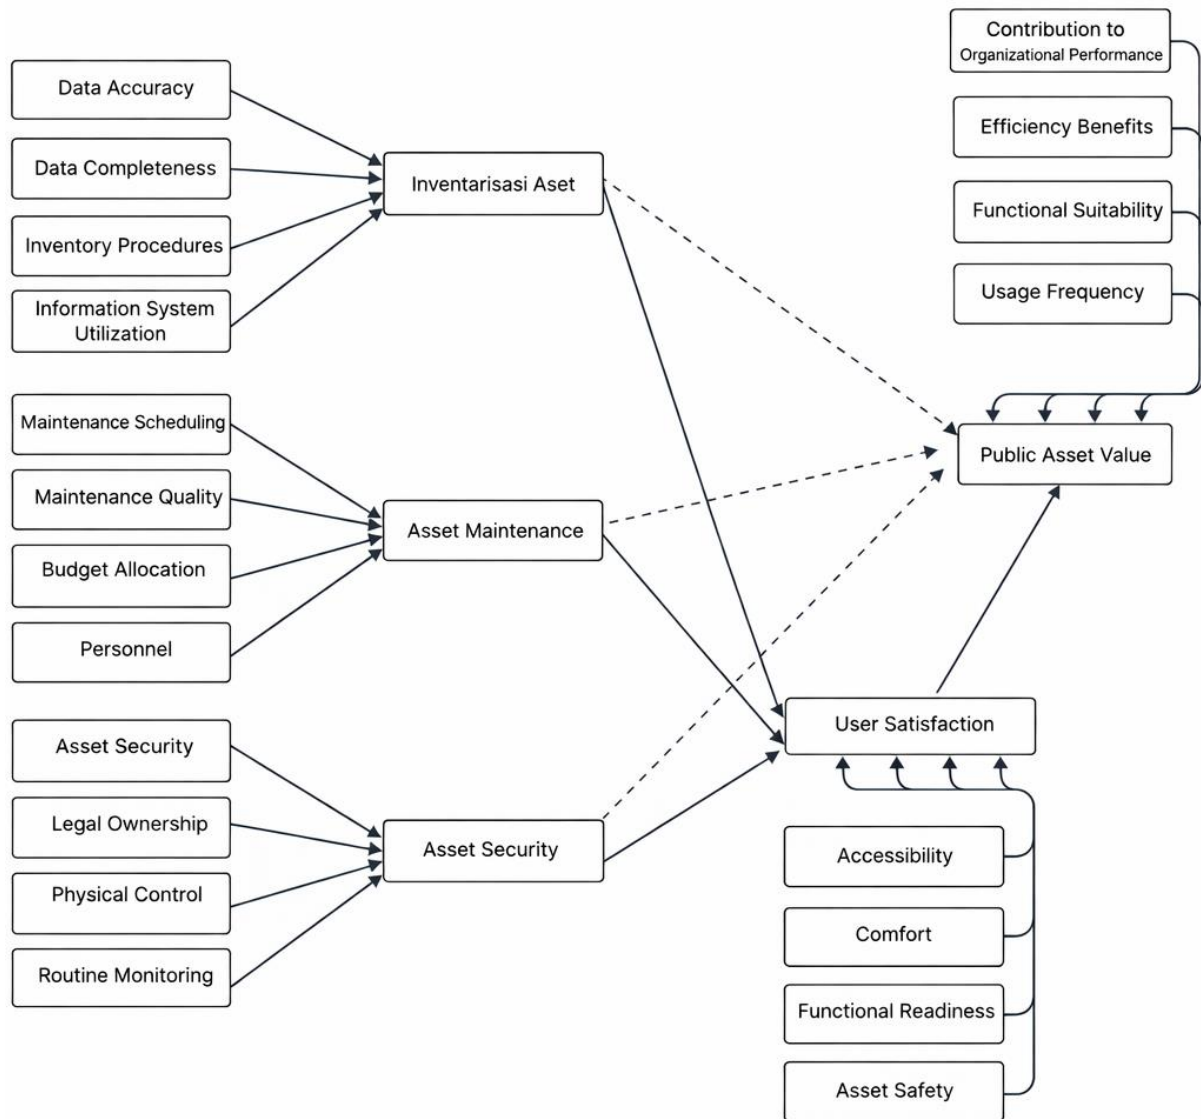 Data Accuracy
Data Completeness
Inventory Procedures
Information System
Utilization
Maintenance Scheduling
Maintenance Quality
Budget Allocation
Personnel
Asset Security
Legal Ownership
Physical Control
Routine Monitoring
Inventarisasi Aset
Asset Maintenance
Asset Security
Contribution to
Organizational Performance
Efficiency Benefits
Functional Suitability
Usage Frequency
Public Asset Value
User Satisfaction
Accessibility
Comfort
Functional Readiness
Asset Safety